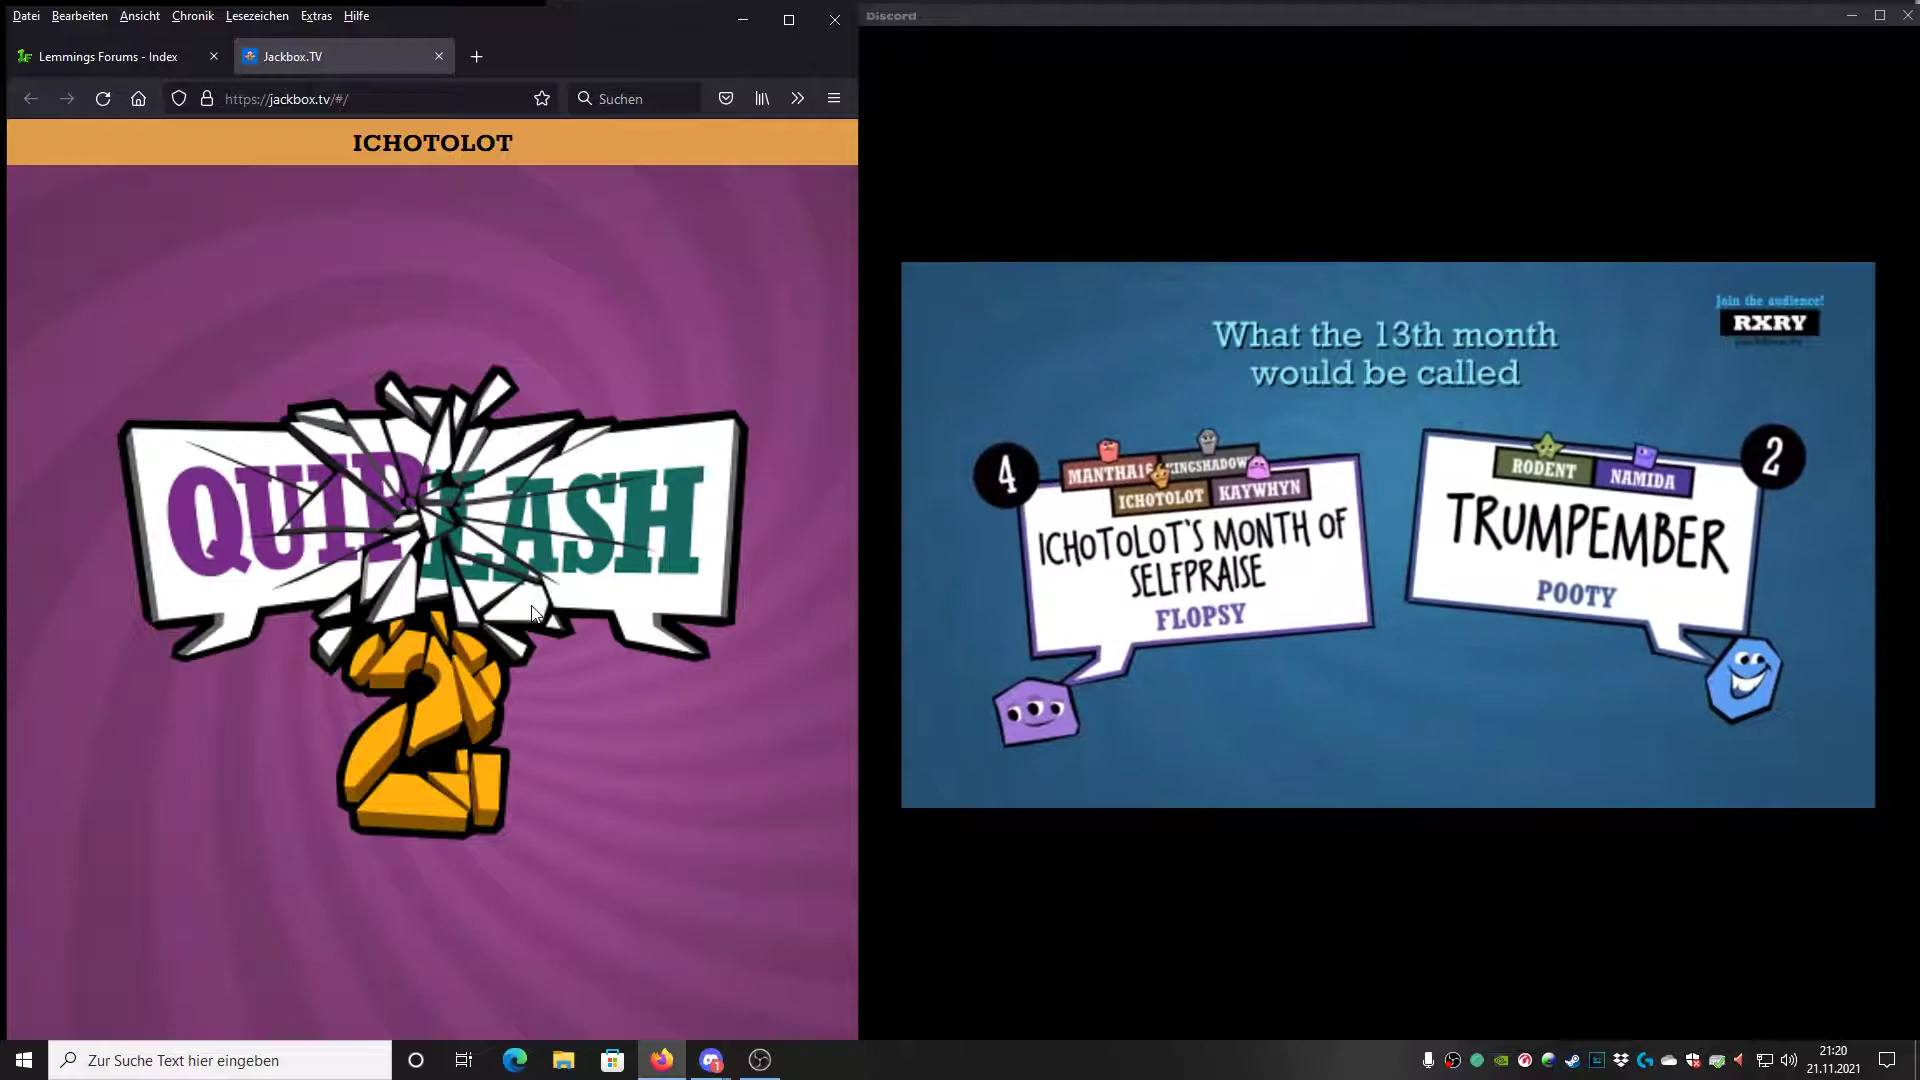 Datei Bearbeiten Ansicht Chronik Lesezeichen Extras Hilfe
Lemmings Forums - Index
Jackbox.TV
https://jackbox.tv/#/
Suchen
ICHOTOLOT
QUIPLASH
2
Discord
Join the audience!
RXRY
What the 13th month
would be called
4
MANTHA16 KINGSHADOW
ICHOTOLOT KAYWHYN
ICHOTOLOT'S MONTH OF
SELFPRAISE
FLOPSY
2
RODENT NAMIDA
TRUMPEMBER
POOTY
Zur Suche Text hier eingeben
1
21:20
21.11.2021